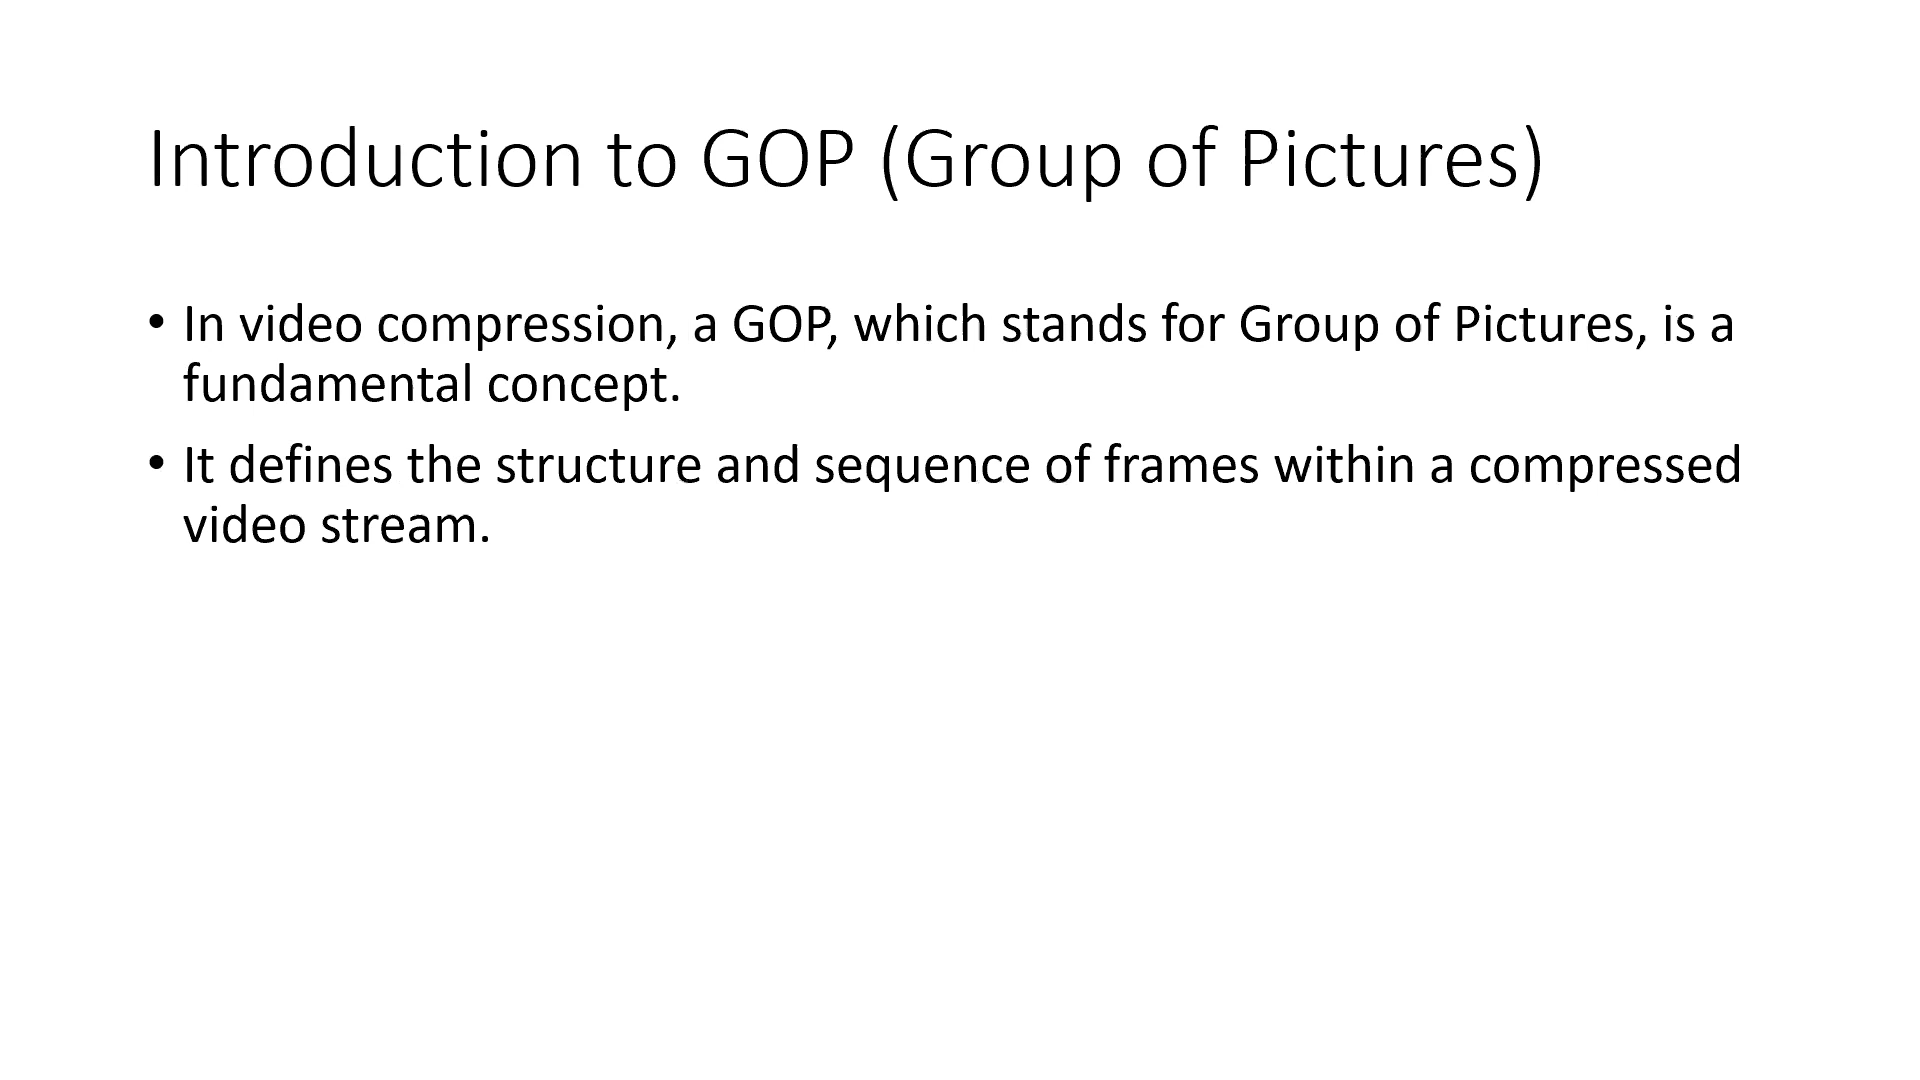 Introduction to GOP (Group of Pictures)
• In video compression, a GOP, which stands for Group of Pictures, is a
fundamental concept.
• It defines the structure and sequence of frames within a compressed
video stream.